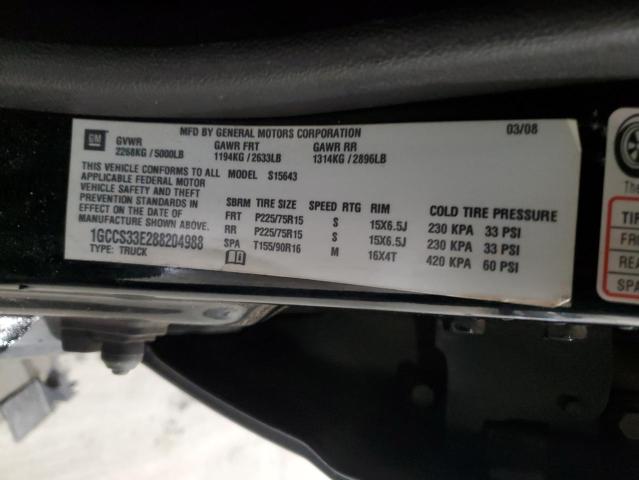 MFD BY GENERAL MOTORS CORPORATION 03/08
GM
GVWR GAWR FRT GAWR RR
2268KG / 5000LB 1194KG / 2633LB 1314KG / 2896LB
THIS VEHICLE CONFORMS TO ALL MODEL S15643
APPLICABLE FEDERAL MOTOR
VEHICLE SAFETY AND THEFT
PREVENTION STANDARDS IN
EFFECT ON THE DATE OF
MANUFACTURE SHOWN ABOVE.
1GCCS33E288204988
TYPE: TRUCK
SBRM TIRE SIZE SPEED RTG RIM COLD TIRE PRESSURE
FRT P225/75R15 S 15X6.5J 230 KPA 33 PSI
RR P225/75R15 S 15X6.5J 230 KPA 33 PSI
SPA T155/90R16 M 16X4T 420 KPA 60 PSI